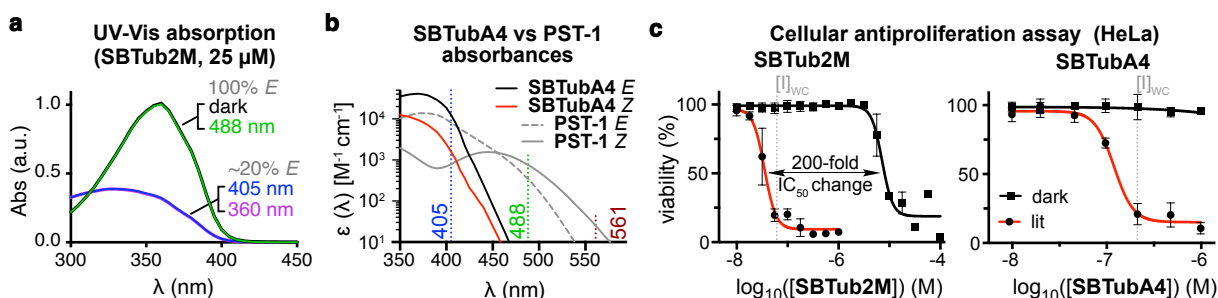 a
UV-Vis absorption
(SBTub2M, 25 µM)
100% E
dark
488 nm
~20% E
405 nm
360 nm
1.0
0.5
0.0
Abs (a.u.)
300 350 400 450
λ (nm)
b
SBTubA4 vs PST-1
absorbances
SBTubA4 E
SBTubA4 Z
PST-1 E
PST-1 Z
ε (λ) [M⁻¹ cm⁻¹]
10⁴
10³
10²
10¹
405
488
561
350 400 450 500 550
λ (nm)
c
Cellular antiproliferation assay (HeLa)
SBTub2M
[I]WC
viability (%)
100
50
0
200-fold
IC₅₀ change
-8 -7 -6 -5 -4
log₁₀([SBTub2M]) (M)
SBTubA4
[I]WC
100
50
0
dark
lit
-8 -7 -6
log₁₀([SBTubA4]) (M)